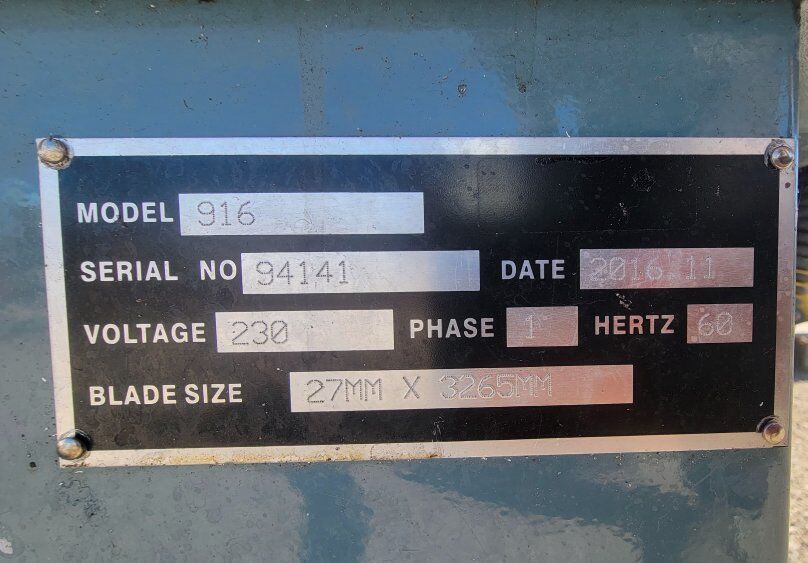 MODEL 916
SERIAL NO 94141 DATE 2016.11
VOLTAGE 230 PHASE 1 HERTZ 60
BLADE SIZE 27MM X 3265MM